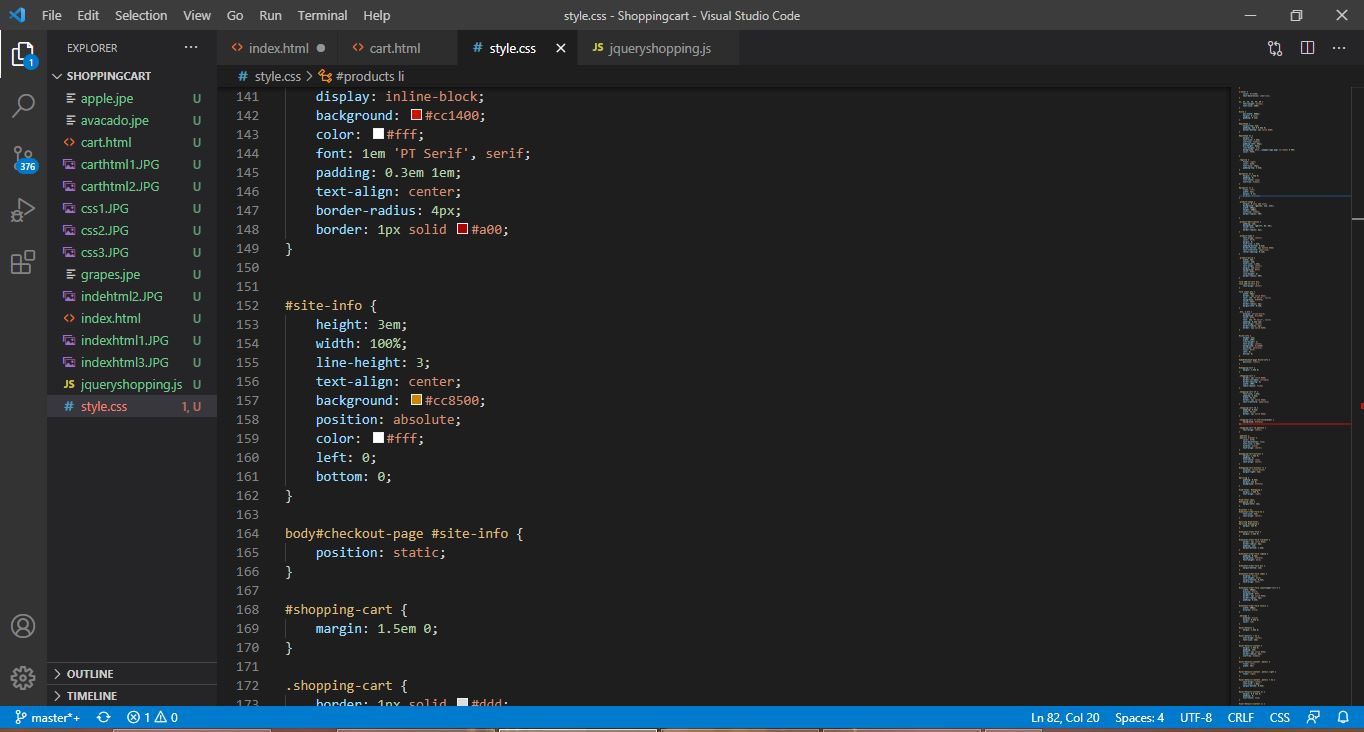 File Edit Selection View Go Run Terminal Help style.css - Shoppingcart - Visual Studio Code
EXPLORER ···
index.html cart.html # style.css JS jqueryshopping.js
1
376
SHOPPINGCART
apple.jpe U
avacado.jpe U
cart.html U
carthtml1.JPG U
carthtml2.JPG U
css1.JPG U
css2.JPG U
css3.JPG U
grapes.jpe U
indehtml2.JPG U
index.html U
indexhtml1.JPG U
indexhtml3.JPG U
JS jqueryshopping.js U
# style.css 1, U
OUTLINE
TIMELINE
# style.css > #products li
141 display: inline-block;
142 background: #cc1400;
143 color: #fff;
144 font: 1em 'PT Serif', serif;
145 padding: 0.3em 1em;
146 text-align: center;
147 border-radius: 4px;
148 border: 1px solid #a00;
149 }
150
151
152 #site-info {
153 height: 3em;
154 width: 100%;
155 line-height: 3;
156 text-align: center;
157 background: #cc8500;
158 position: absolute;
159 color: #fff;
160 left: 0;
161 bottom: 0;
162 }
163
164 body#checkout-page #site-info {
165 position: static;
166 }
167
168 #shopping-cart {
169 margin: 1.5em 0;
170 }
171
172 .shopping-cart {
173 border: 1px solid #ddd;
master*+ 1 0 Ln 82, Col 20 Spaces: 4 UTF-8 CRLF CSS